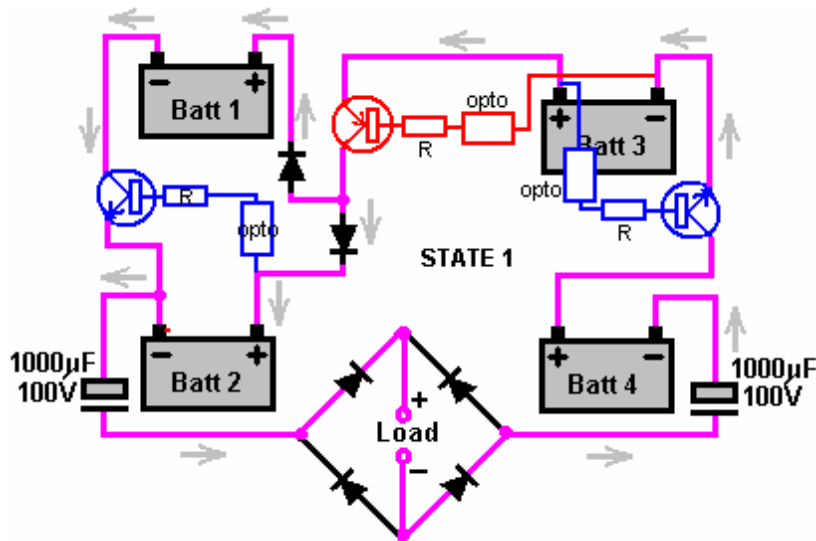 − +
Batt 1
opto
R
+ −
Batt 3
opto
R
R
opto
STATE 1
− +
Batt 2
1000µF
100V
+
Load
−
+ −
Batt 4
1000µF
100V